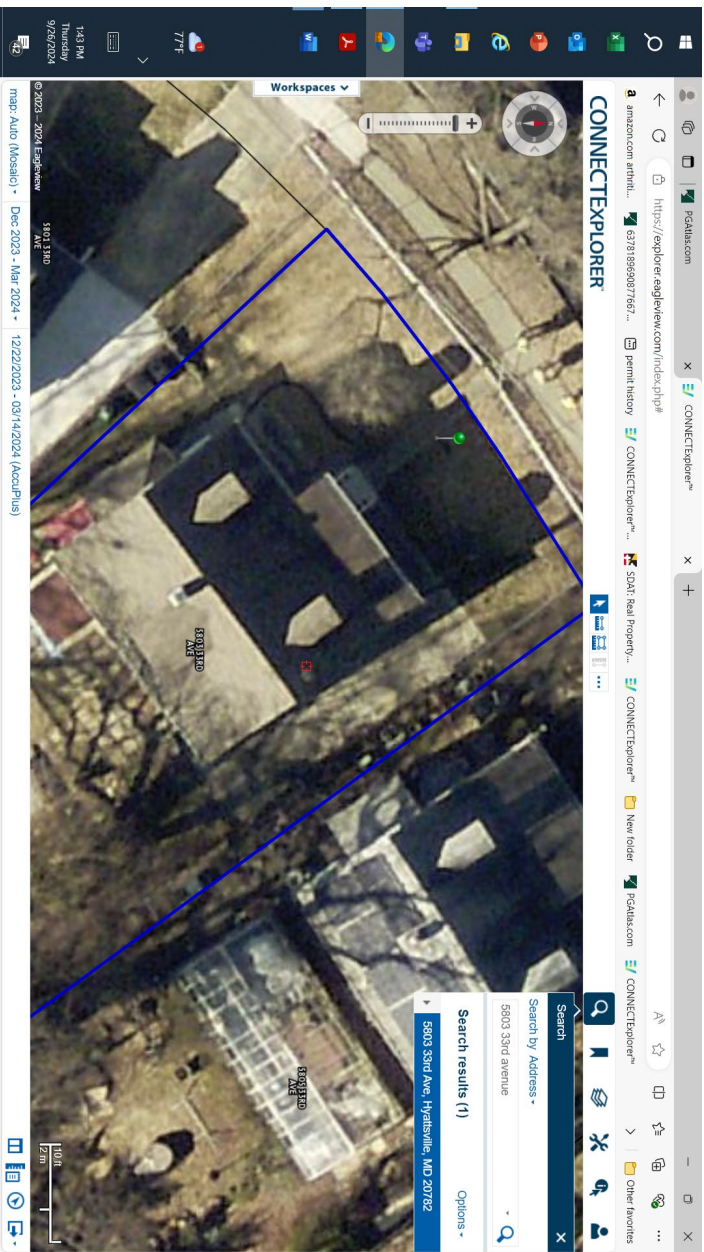 PGAtlas.com
CONNECTExplorer™
https://explorer.eagleview.com/index.php#
amazon.com arthriti...
6378189690877667...
permit history
CONNECTExplorer™ ...
SDAT: Real Property...
CONNECTExplorer™
New folder
PGAtlas.com
CONNECTExplorer™
Other favorites
CONNECTEXPLORER™
Workspaces
Search
Search by Address
5803 33rd avenue
Search results (1)
Options
5803 33rd Ave, Hyattsville, MD 20782
5801 33RD
AVE
5803 33RD
AVE
5805 33RD
AVE
10 ft
2 m
© 2023 – 2024 Eagleview
map: Auto (Mosaic) Dec 2023 - Mar 2024 12/22/2023 - 03/14/2024 (AccuPlus)
77°F
1:43 PM
Thursday
9/26/2024
42